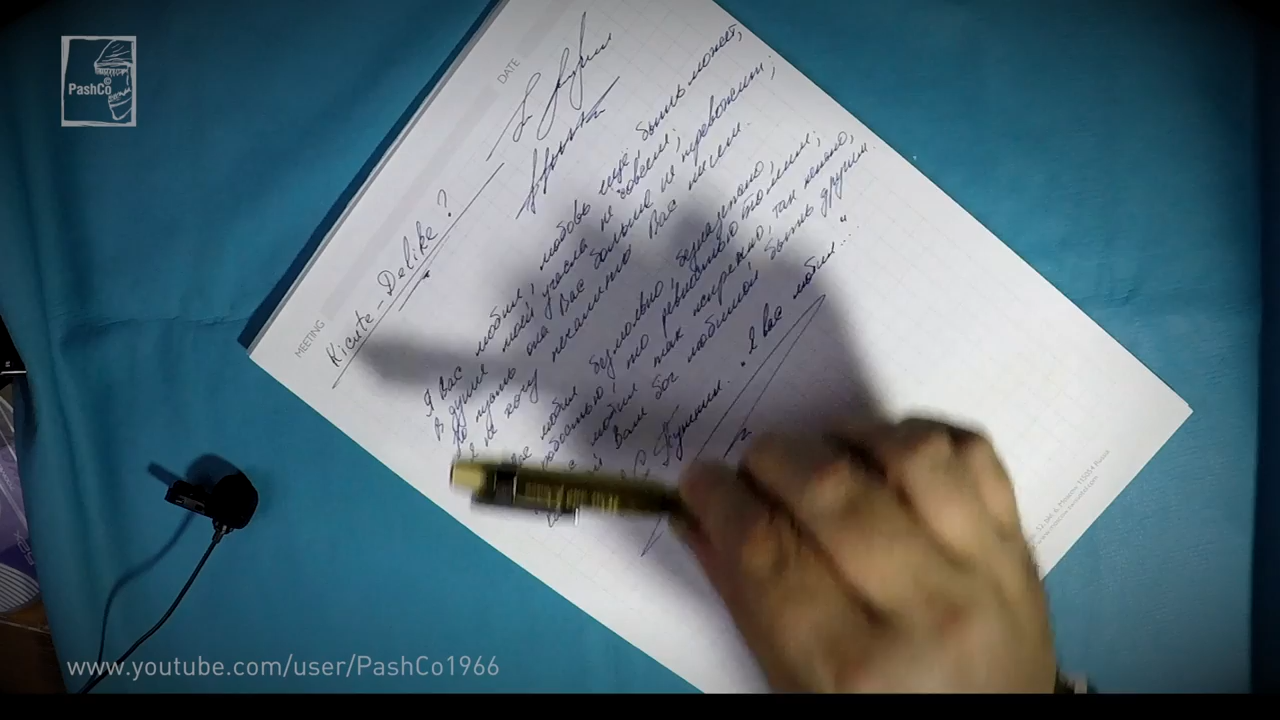 PashCo©
DATE
MEETING
Kicute - Delike?
Я вас любил, любовь еще, быть может,
В душе моей угасла не совсем;
Но пусть она Вас больше не тревожит;
Я не хочу печалить Вас ничем.
любил безмолвно, безнадежно,
то робостью, то ревностью томим;
любил так искренно, так нежно,
Вам бог любимой быть другим.
Пушкин. "Я Вас любил..."
www.youtube.com/user/PashCo1966